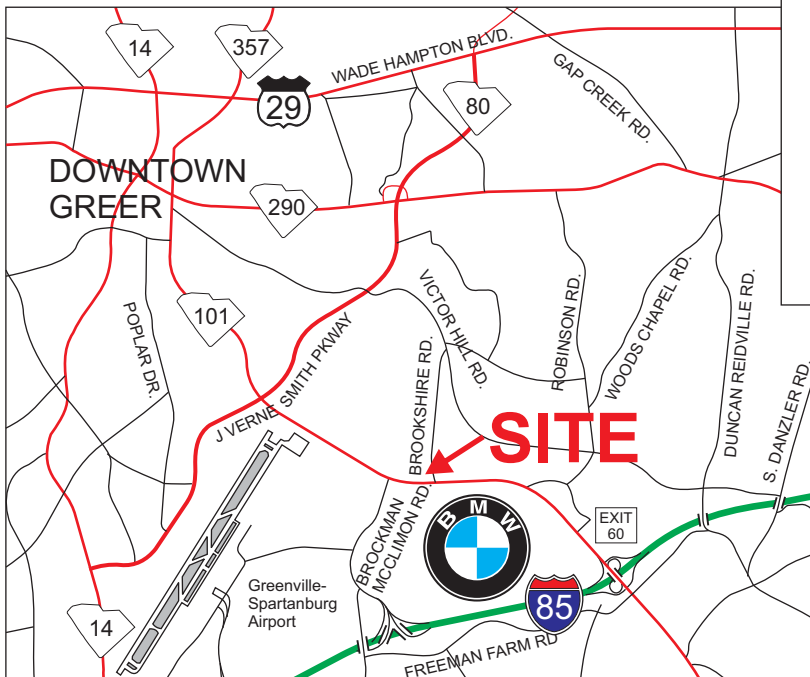 14
357
WADE HAMPTON BLVD.
29
80
GAP CREEK RD.
DOWNTOWN
GREER
290
VICTOR HILL RD.
ROBINSON RD.
WOODS CHAPEL RD.
DUNCAN REIDVILLE RD.
POPLAR DR.
101
J VERNE SMITH PKWAY
BROOKSHIRE RD.
S. DANZLER RD.
SITE
BROCKMAN
MCCLIMON RD.
BMW
EXIT
60
Greenville-
Spartanburg
Airport
85
14
FREEMAN FARM RD